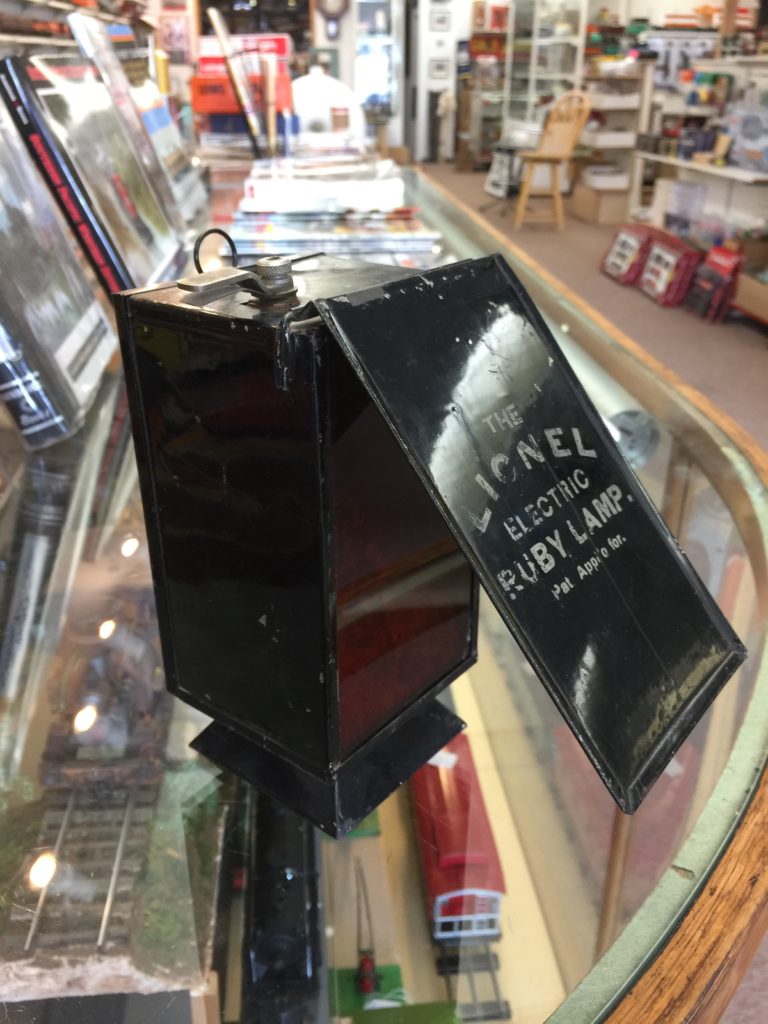 THE
LIONEL
ELECTRIC
RUBY LAMP.
Pat. App'd for.